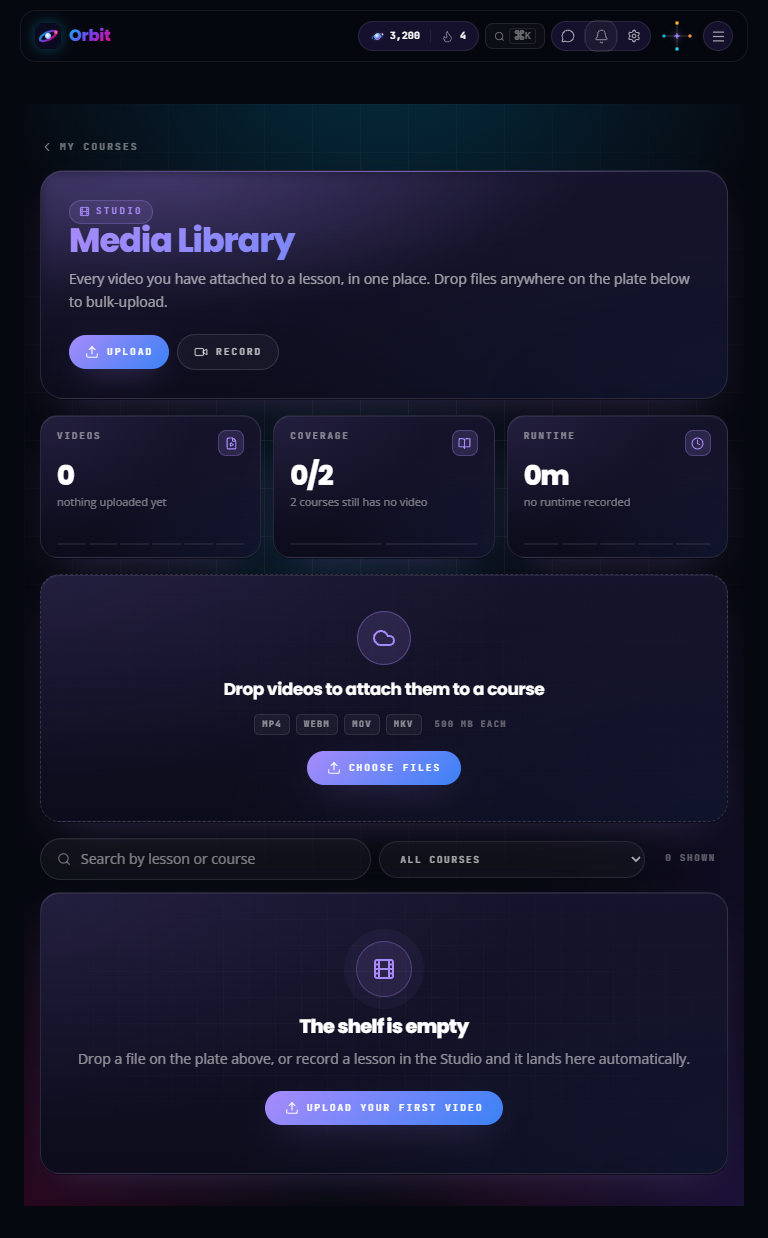 Orbit
3,200
4
⌘K
MY COURSES
STUDIO
Media Library
Every video you have attached to a lesson, in one place. Drop files anywhere on the plate below
to bulk-upload.
UPLOAD
RECORD
VIDEOS
0
nothing uploaded yet
COVERAGE
0/2
2 courses still has no video
RUNTIME
0m
no runtime recorded
Drop videos to attach them to a course
MP4 WEBM MOV MKV 500 MB EACH
CHOOSE FILES
Search by lesson or course
ALL COURSES
0 SHOWN
The shelf is empty
Drop a file on the plate above, or record a lesson in the Studio and it lands here automatically.
UPLOAD YOUR FIRST VIDEO